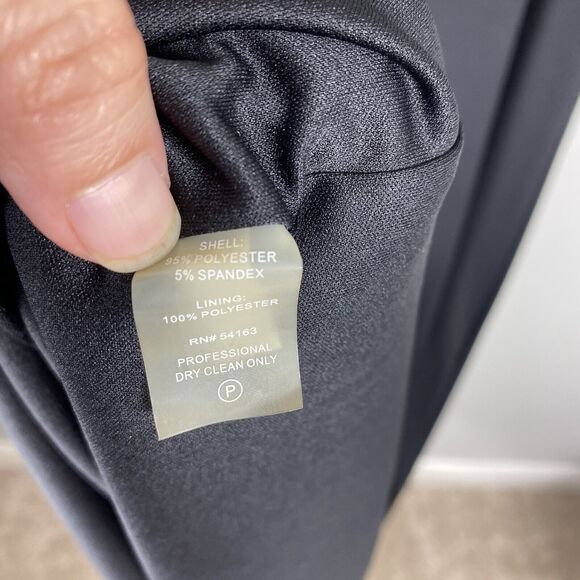 SHELL:
95% POLYESTER
5% SPANDEX
LINING:
100% POLYESTER
RN# 54163
PROFESSIONAL
DRY CLEAN ONLY
P